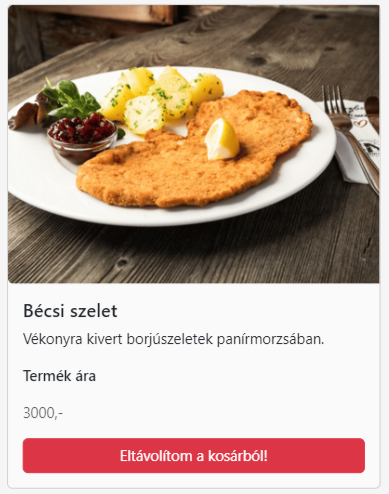 Bécsi szelet
Vékonyra kivert borjúszeletek panírmorzsában.
Termék ára
3000,-
Eltávolítom a kosárból!